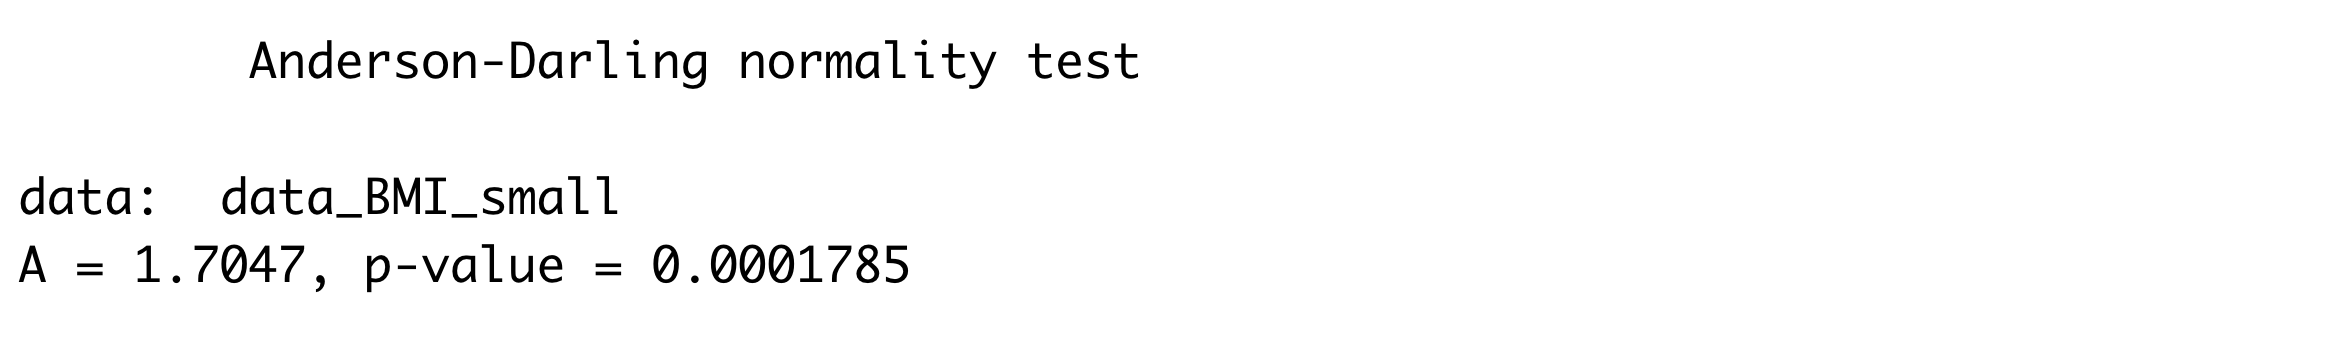 Anderson-Darling normality test
data:  data_BMI_small
A = 1.7047, p-value = 0.0001785